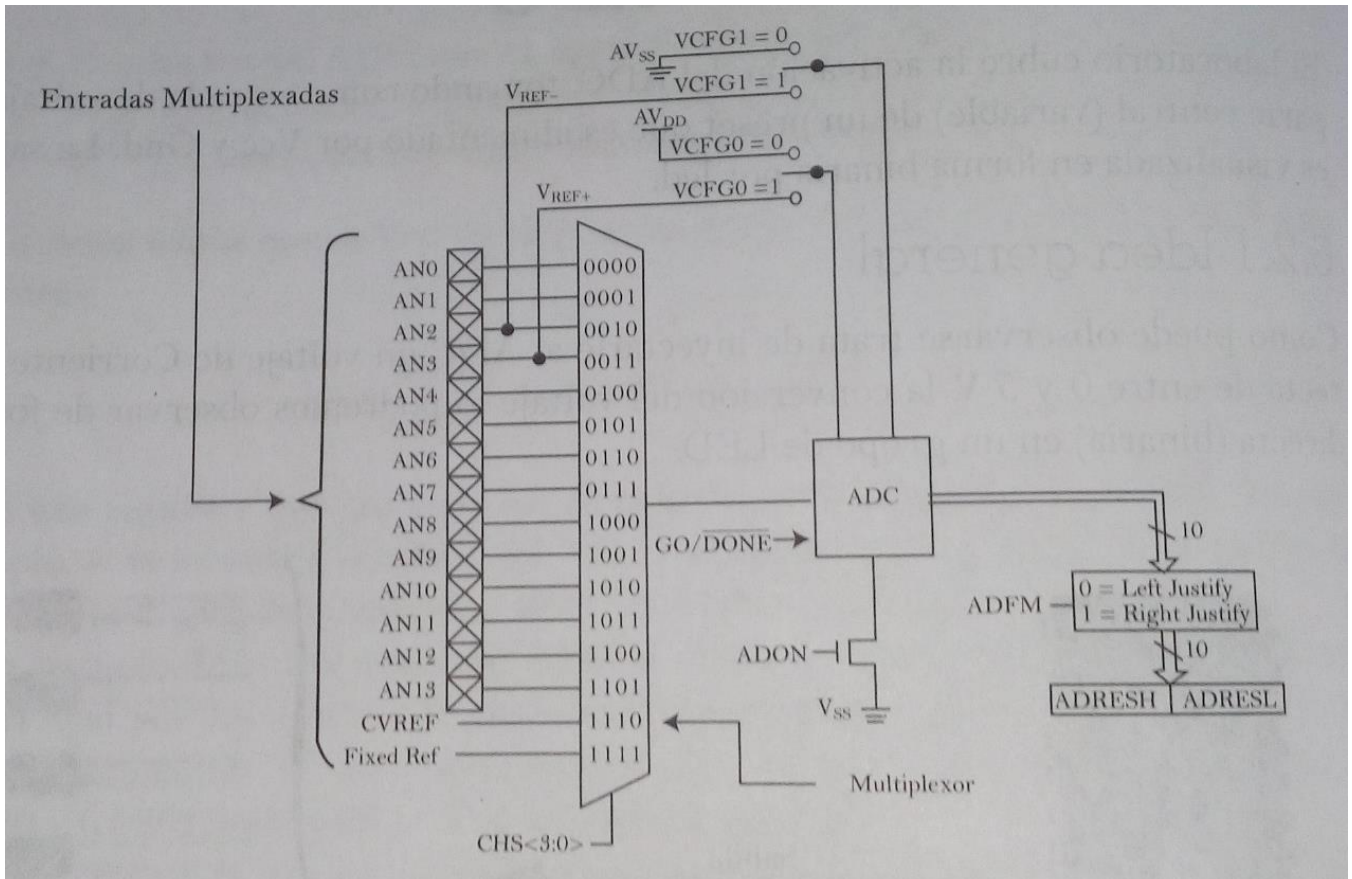 AVSS
VCFG1 = 0
VCFG1 = 1
VREF–
AVDD
VCFG0 = 0
VREF+
VCFG0 =1
Entradas Multiplexadas
AN0 0000
AN1 0001
AN2 0010
AN3 0011
AN4 0100
AN5 0101
AN6 0110
AN7 0111
AN8 1000
AN9 1001
AN10 1010
AN11 1011
AN12 1100
AN13 1101
CVREF 1110
Fixed Ref 1111
CHS<3:0>
ADC
GO/DONE
ADON
VSS
10
ADFM
0 = Left Justify
1 = Right Justify
10
ADRESH ADRESL
Multiplexor